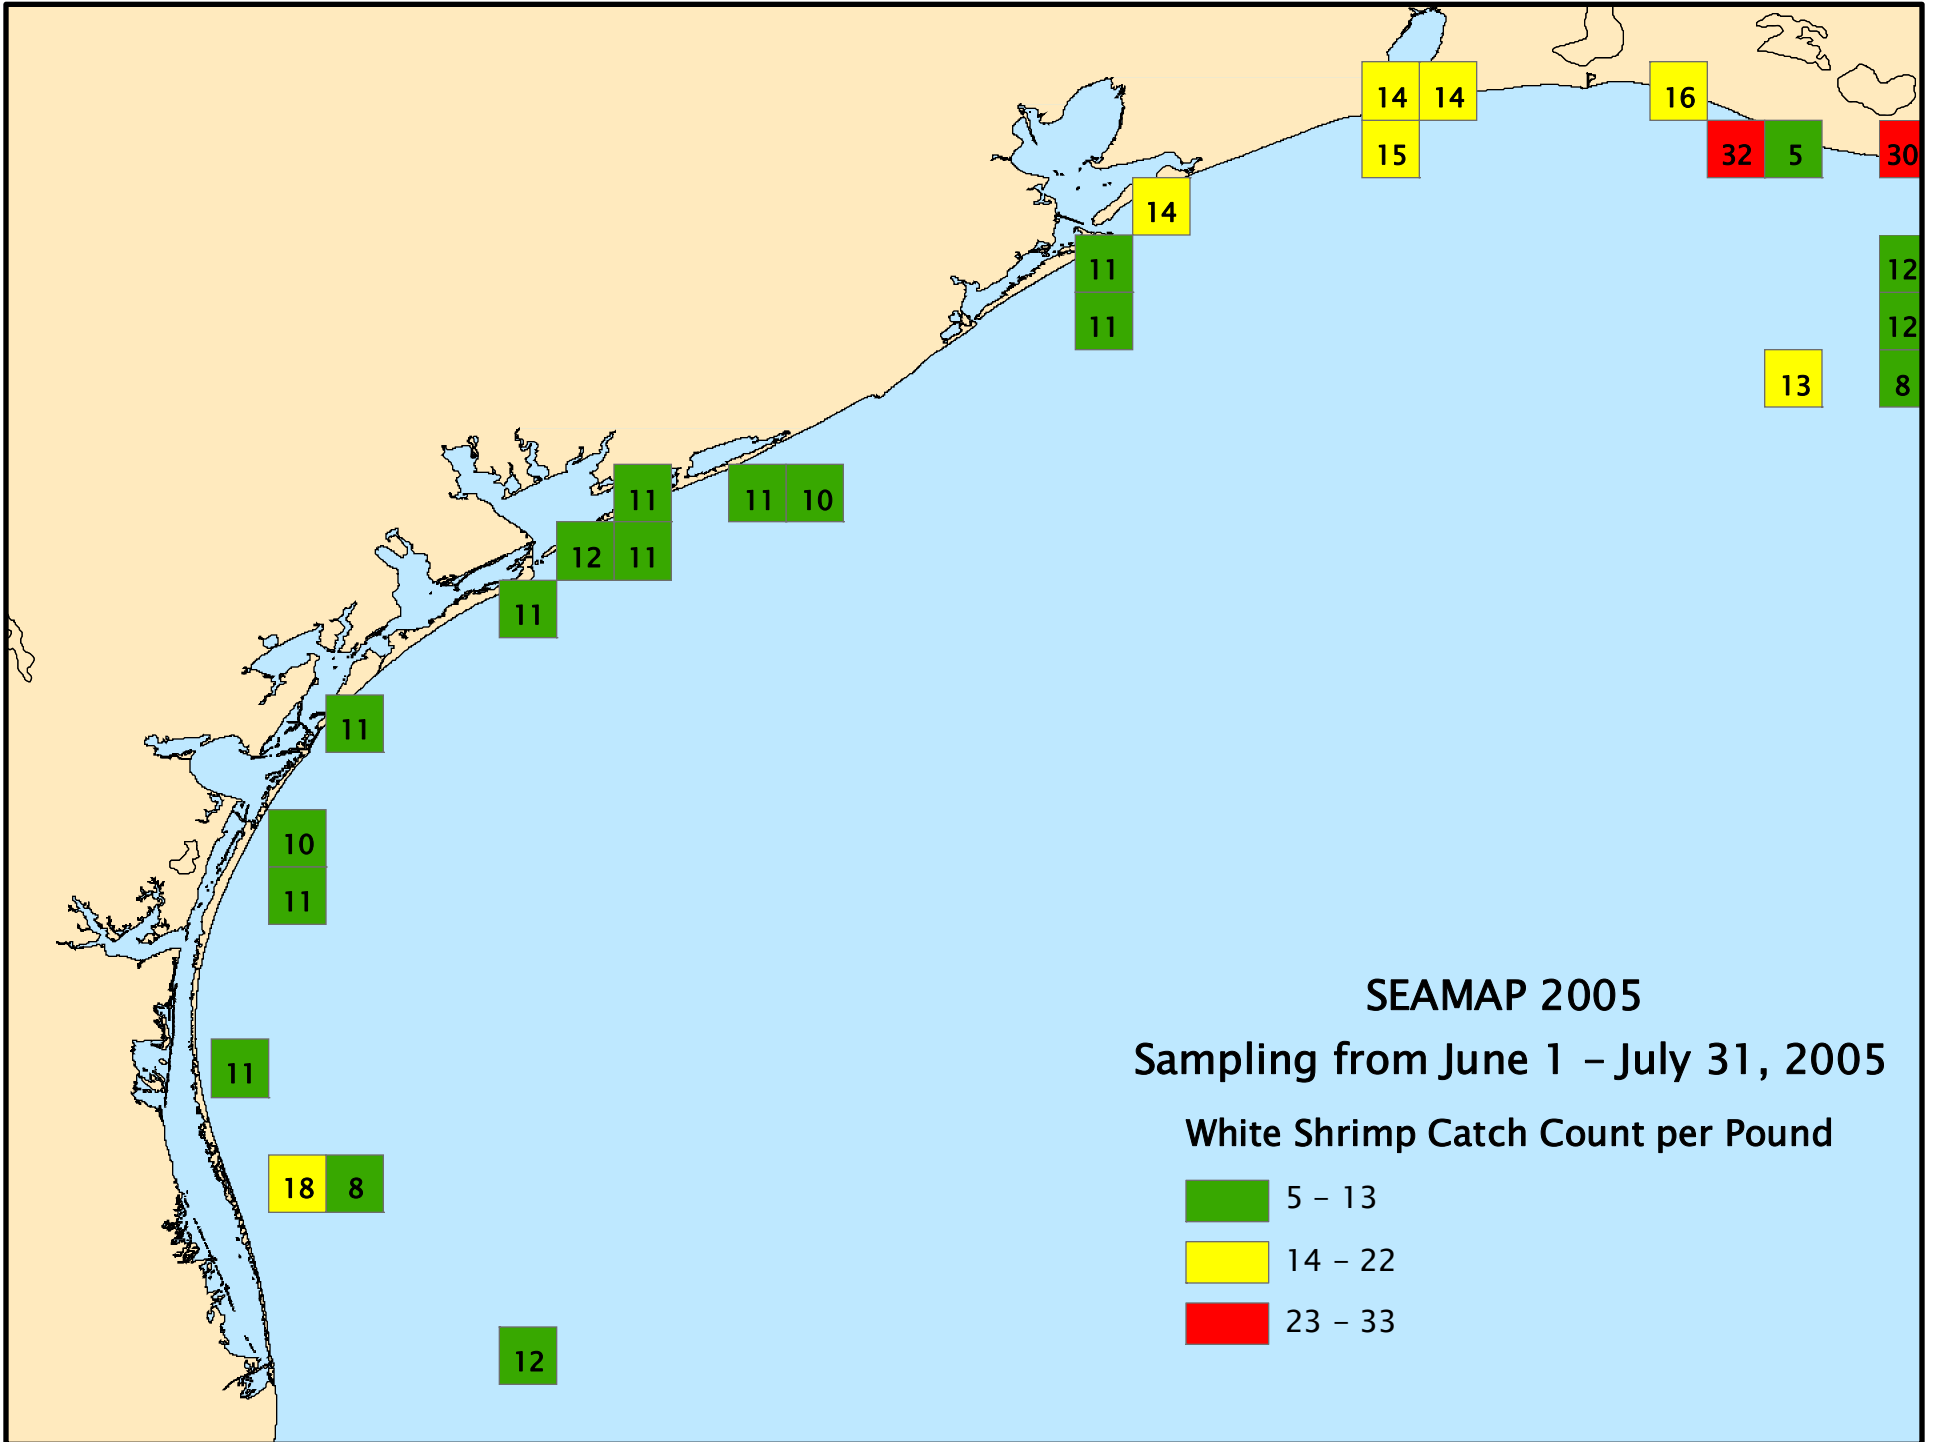 14 14 16
15 32 5 30
14
11 12
11 12
13 8
11 11 10
12 11
11
11
10
11
SEAMAP 2005
Sampling from June 1 – July 31, 2005
11
White Shrimp Catch Count per Pound
18 8 5 – 13
14 – 22
23 – 33
12